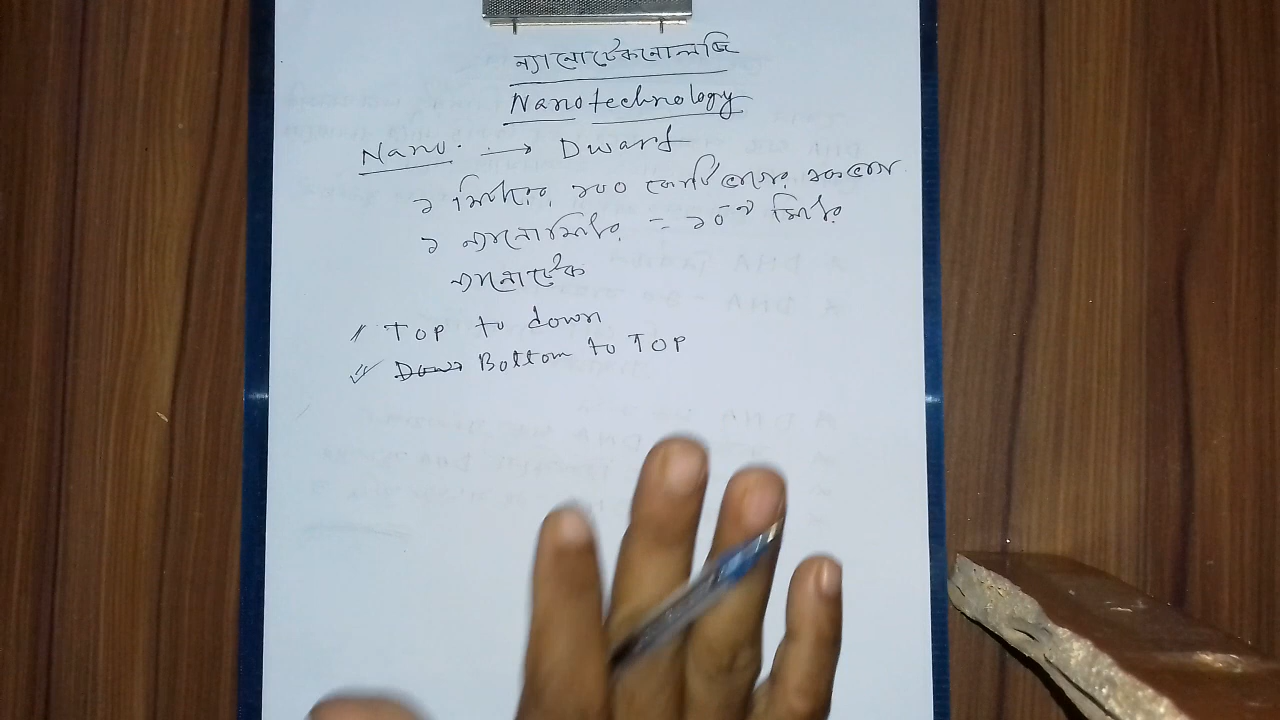 ন্যানোটেকনোলজি
Nanotechnology
Nano → Dwarf
১ মিটারের ১০০ কোটি ভাগের একভাগ
১ ন্যানোমিটার = ১০⁻⁹ মিটার
ন্যানোটেক
Top to down
Bottom to TOP